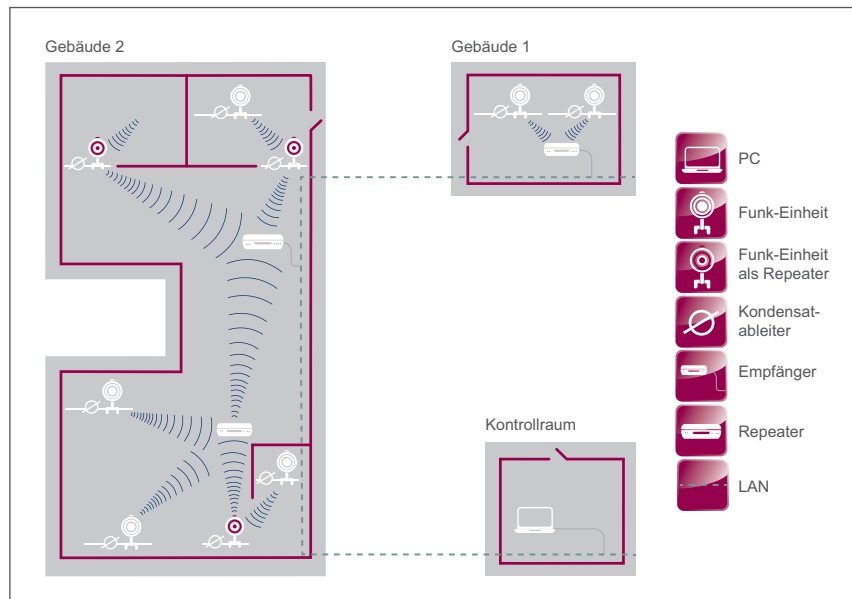 Gebäude 2
Gebäude 1
Kontrollraum
PC
Funk-Einheit
Funk-Einheit
als Repeater
Kondensat-
ableiter
Empfänger
Repeater
LAN